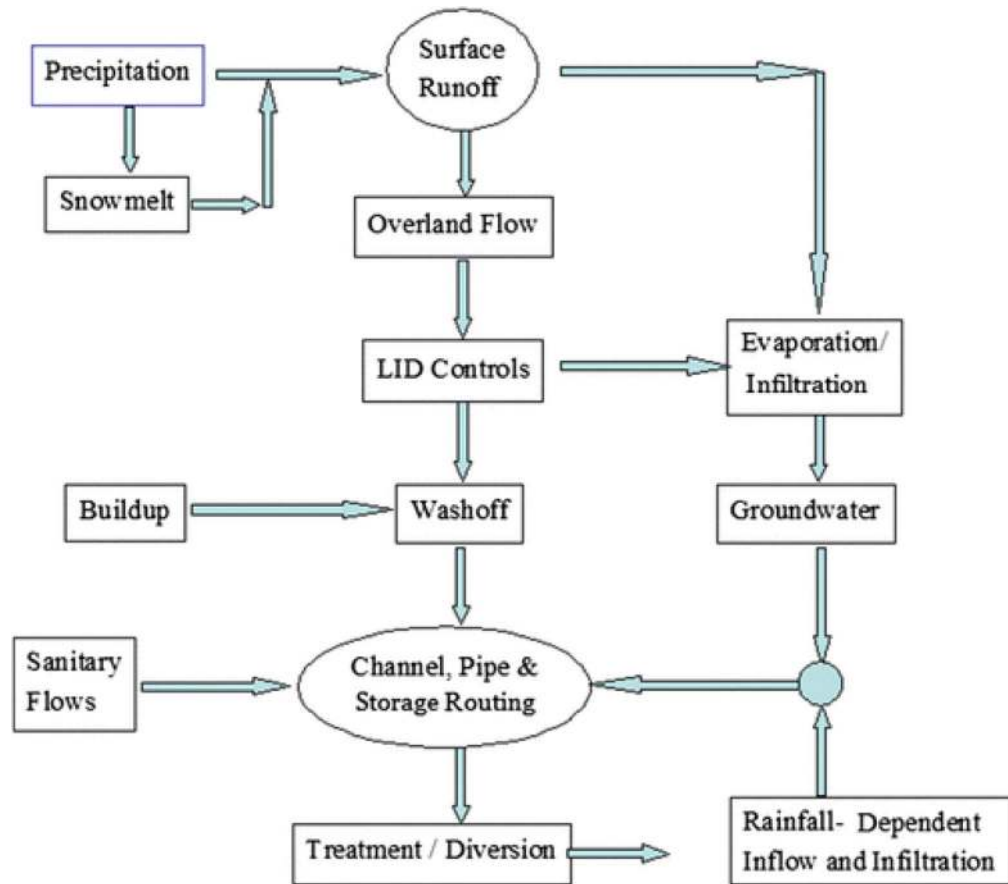 Precipitation
Surface
Runoff
Snowmelt
Overland Flow
LID Controls
Evaporation/
Infiltration
Buildup
Washoff
Groundwater
Sanitary
Flows
Channel, Pipe &
Storage Routing
Treatment / Diversion
Rainfall- Dependent
Inflow and Infiltration